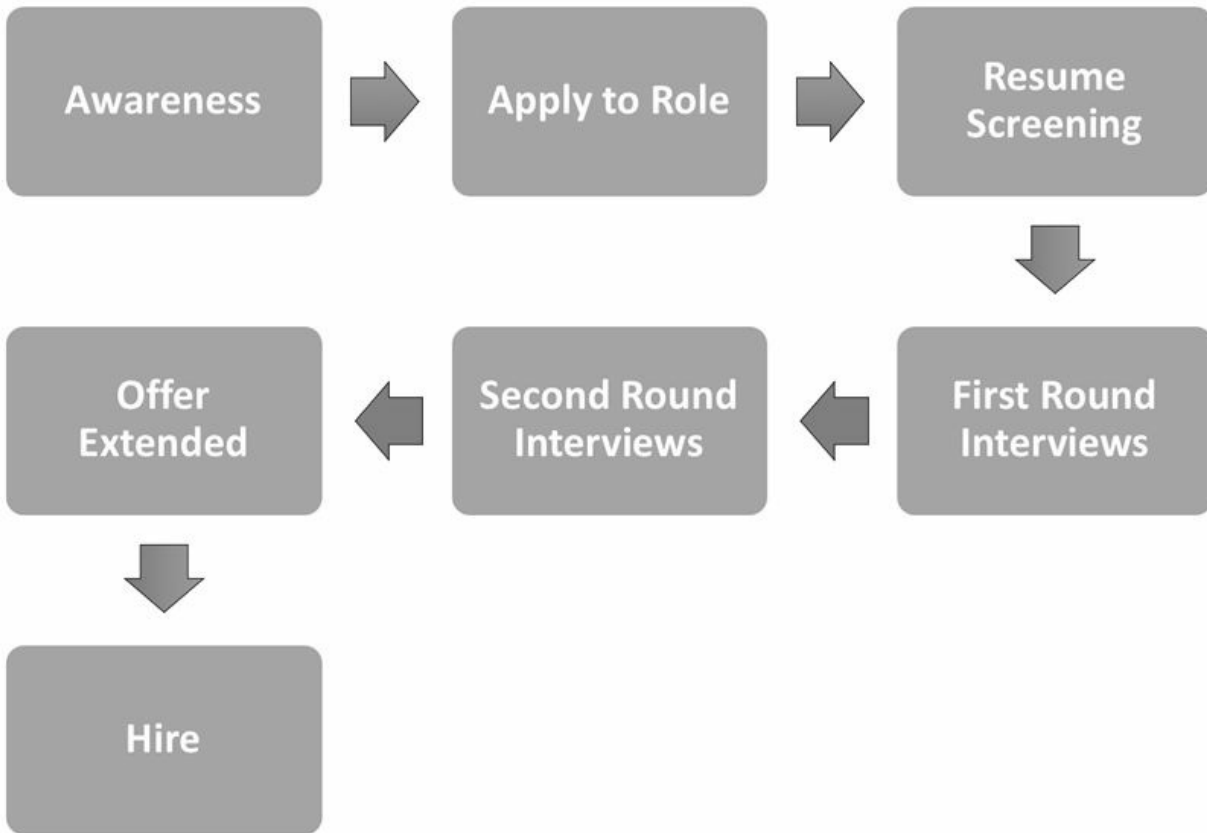 Awareness
Apply to Role
Resume
Screening
First Round
Interviews
Second Round
Interviews
Offer
Extended
Hire